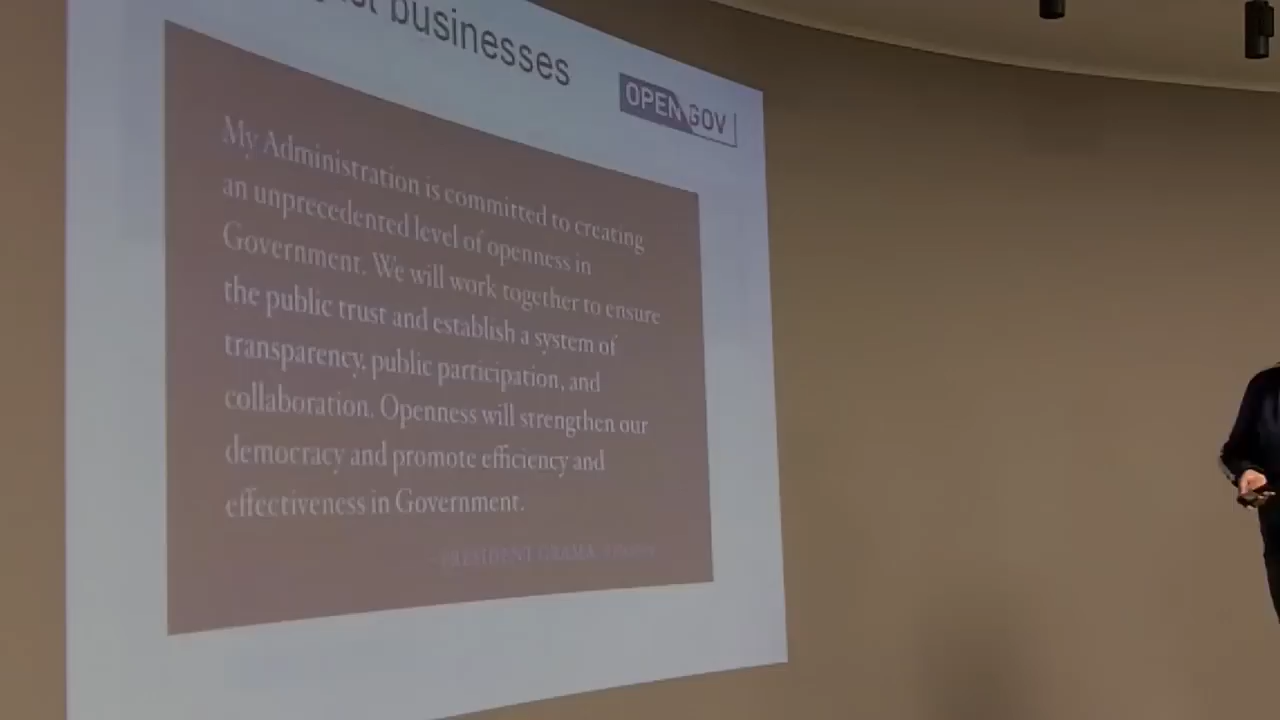 businesses
OPEN GOV
My Administration is committed to creating
an unprecedented level of openness in
Government. We will work together to ensure
the public trust and establish a system of
transparency, public participation, and
collaboration. Openness will strengthen our
democracy and promote efficiency and
effectiveness in Government.
—PRESIDENT OBAMA,